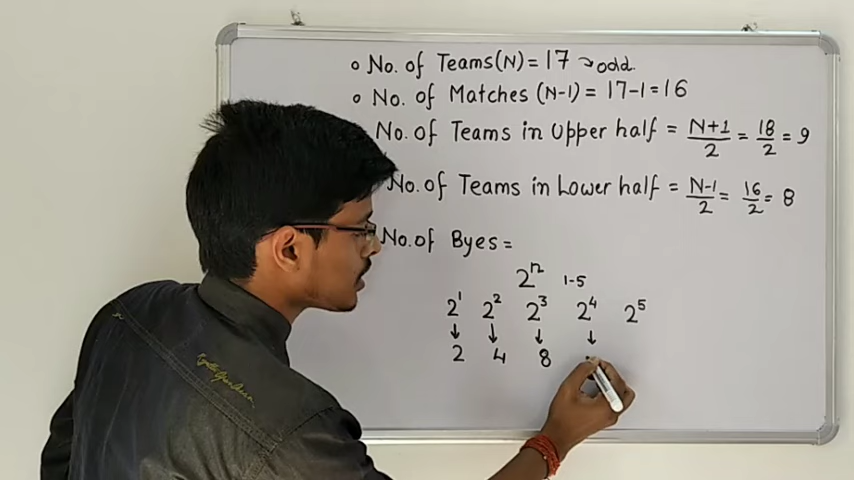 o No. of Teams(N) = 17 → odd.
o No. of Matches (N-1) = 17-1 = 16
No. of Teams in Upper half = N+1/2 = 18/2 = 9
No. of Teams in Lower half = N-1/2 = 16/2 = 8
No. of Byes =
2ⁿ 1-5
2¹ 2² 2³ 2⁴ 2⁵
↓ ↓ ↓ ↓
2 4 8